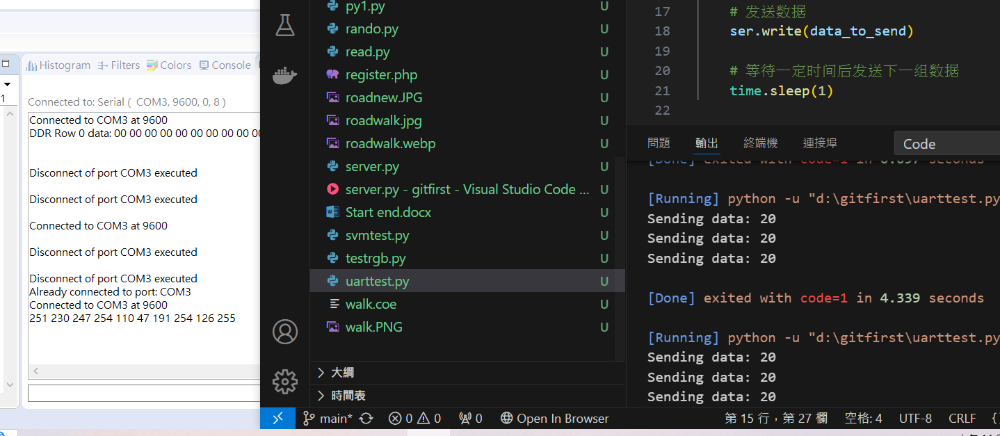 Histogram Filters Colors Console
1
Connected to: Serial ( COM3, 9600, 0, 8 )
Connected to COM3 at 9600
DDR Row 0 data: 00 00 00 00 00 00 00 00 00 00
Disconnect of port COM3 executed
Disconnect of port COM3 executed
Connected to COM3 at 9600
Disconnect of port COM3 executed
Disconnect of port COM3 executed
Already connected to port: COM3
Connected to COM3 at 9600
251 230 247 254 110 47 191 254 126 255
py1.py U
rando.py U
read.py U
register.php U
roadnew.JPG U
roadwalk.jpg U
roadwalk.webp U
server.py U
server.py - gitfirst - Visual Studio Code ... U
Start end.docx U
svmtest.py U
testrgb.py U
uarttest.py U
walk.coe U
walk.PNG U
大綱
時間表
17 # 发送数据
18 ser.write(data_to_send)
19
20 # 等待一定时间后发送下一组数据
21 time.sleep(1)
22
問題 輸出 終端機 連接埠 Code
[Done] exited with code=1 in 0.697 seconds
[Running] python -u "d:\gitfirst\uarttest.py
Sending data: 20
Sending data: 20
Sending data: 20
[Done] exited with code=1 in 4.339 seconds
[Running] python -u "d:\gitfirst\uarttest.py
Sending data: 20
Sending data: 20
Sending data: 20
main* 0 0 0 Open In Browser 第 15 行，第 27 欄 空格: 4 UTF-8 CRLF {